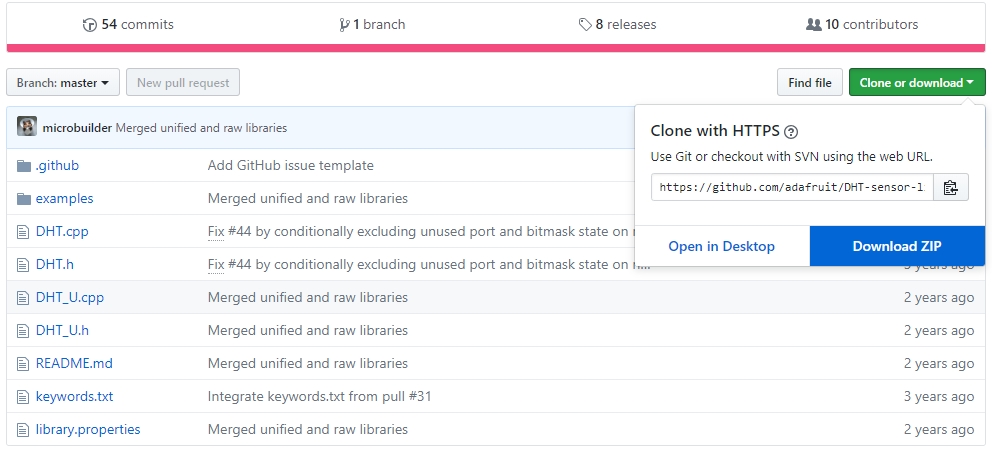 54 commits 1 branch 8 releases 10 contributors
Branch: master New pull request Find file Clone or download
microbuilder Merged unified and raw libraries
Clone with HTTPS
Use Git or checkout with SVN using the web URL.
https://github.com/adafruit/DHT-sensor-l
Open in Desktop Download ZIP
.github Add GitHub issue template
examples Merged unified and raw libraries
DHT.cpp Fix #44 by conditionally excluding unused port and bitmask state on
DHT.h Fix #44 by conditionally excluding unused port and bitmask state on n... 3 years ago
DHT_U.cpp Merged unified and raw libraries 2 years ago
DHT_U.h Merged unified and raw libraries 2 years ago
README.md Merged unified and raw libraries 2 years ago
keywords.txt Integrate keywords.txt from pull #31 3 years ago
library.properties Merged unified and raw libraries 2 years ago